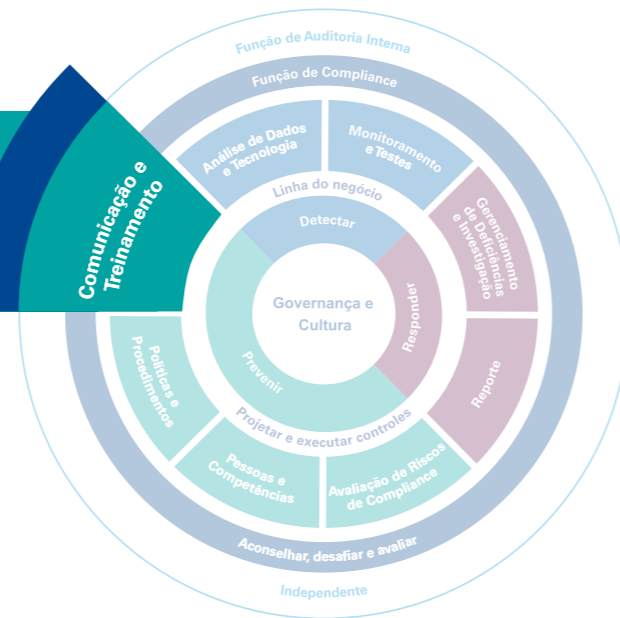 Função de Auditoria Interna
Função de Compliance
Análise de Dados
e Tecnologia
Monitoramento
e Testes
Gerenciamento
de Deficiências
e Investigação
Reporte
Avaliação de Riscos
de Compliance
Pessoas e
Competências
Políticas e
Procedimentos
Comunicação e
Treinamento
Linha do negócio
Detectar
Responder
Prevenir
Governança e
Cultura
Projetar e executar controles
Aconselhar, desafiar e avaliar
Independente